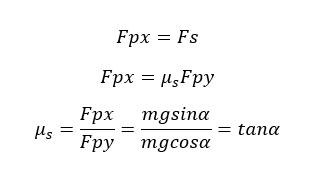 Fpx = Fs
Fpx = μₛFpy
μₛ = Fpx/Fpy = mgsinα/mgcosα = tanα